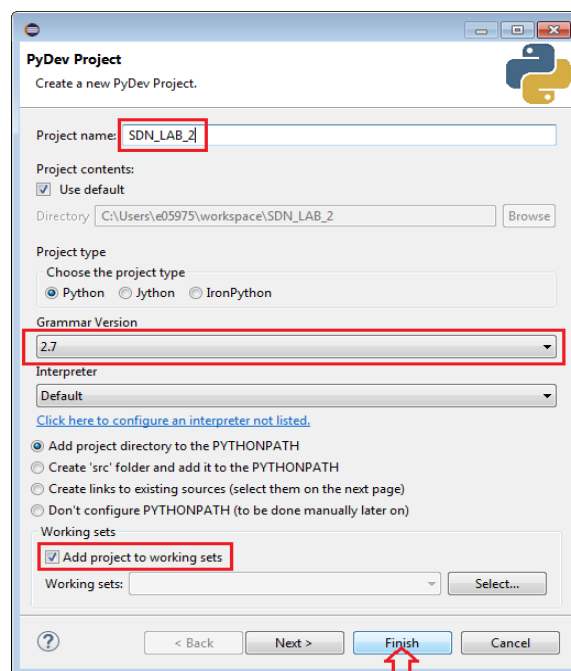 PyDev Project
Create a new PyDev Project.
Project name: SDN_LAB_2
Project contents:
Use default
Directory C:\Users\e05975\workspace\SDN_LAB_2 Browse
Project type
Choose the project type
Python Jython IronPython
Grammar Version
2.7
Interpreter
Default
Click here to configure an interpreter not listed.
Add project directory to the PYTHONPATH
Create 'src' folder and add it to the PYTHONPATH
Create links to existing sources (select them on the next page)
Don't configure PYTHONPATH (to be done manually later on)
Working sets
Add project to working sets
Working sets: Select...
? < Back Next > Finish Cancel